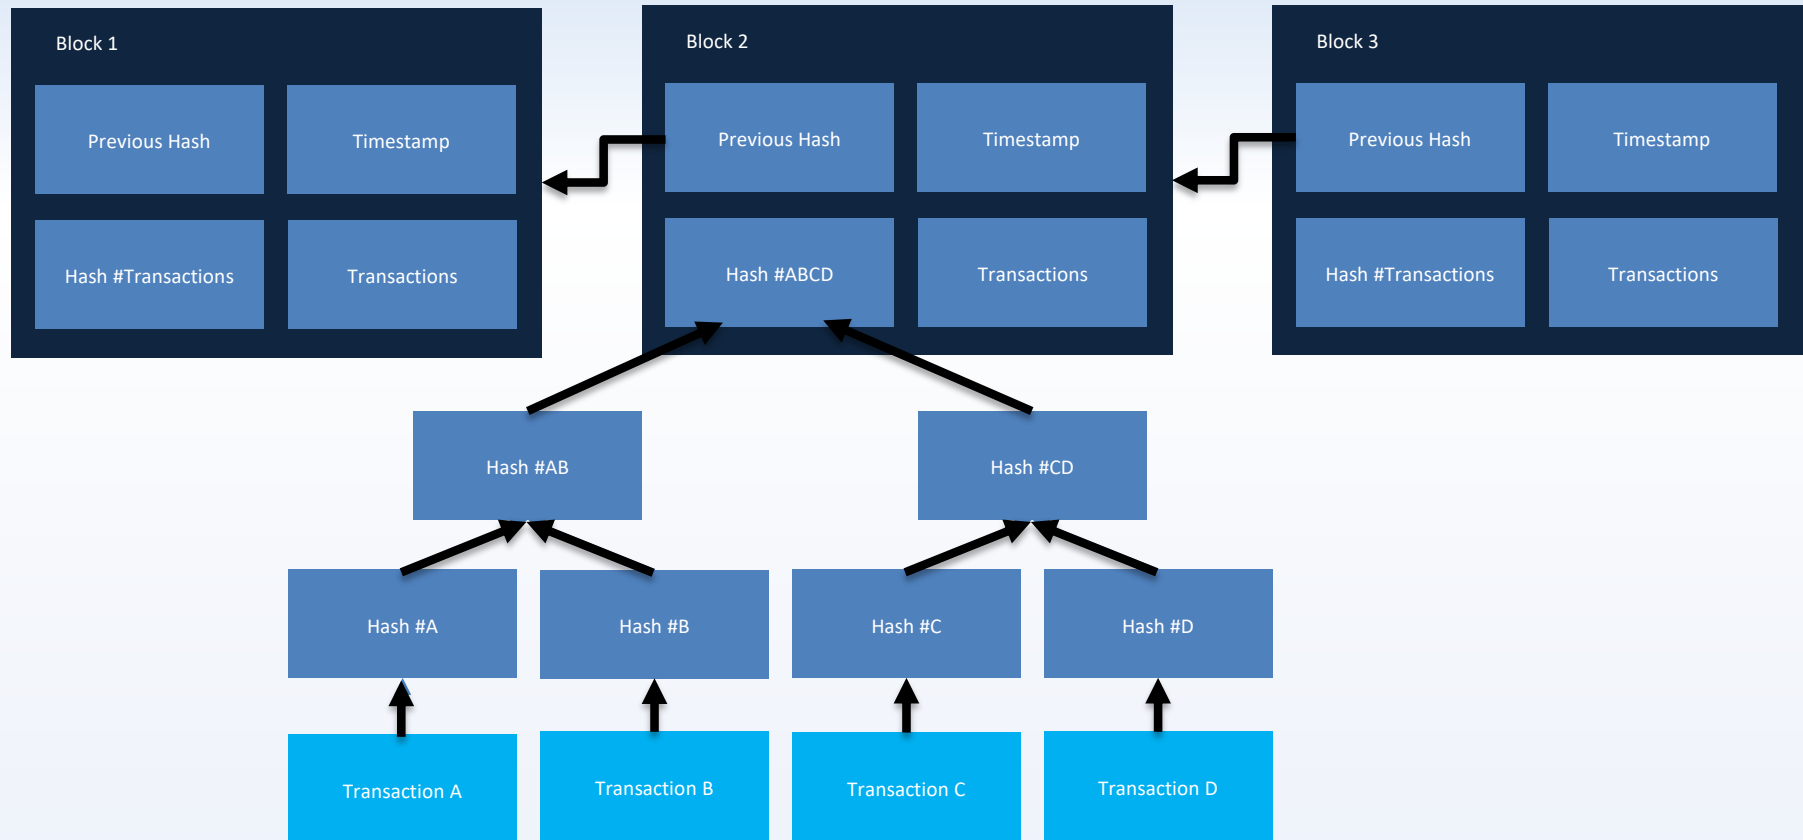 Block 1
Previous Hash
Timestamp
Hash #Transactions
Transactions
Block 2
Previous Hash
Timestamp
Hash #ABCD
Transactions
Block 3
Previous Hash
Timestamp
Hash #Transactions
Transactions
Hash #AB
Hash #CD
Hash #A
Hash #B
Hash #C
Hash #D
Transaction A
Transaction B
Transaction C
Transaction D